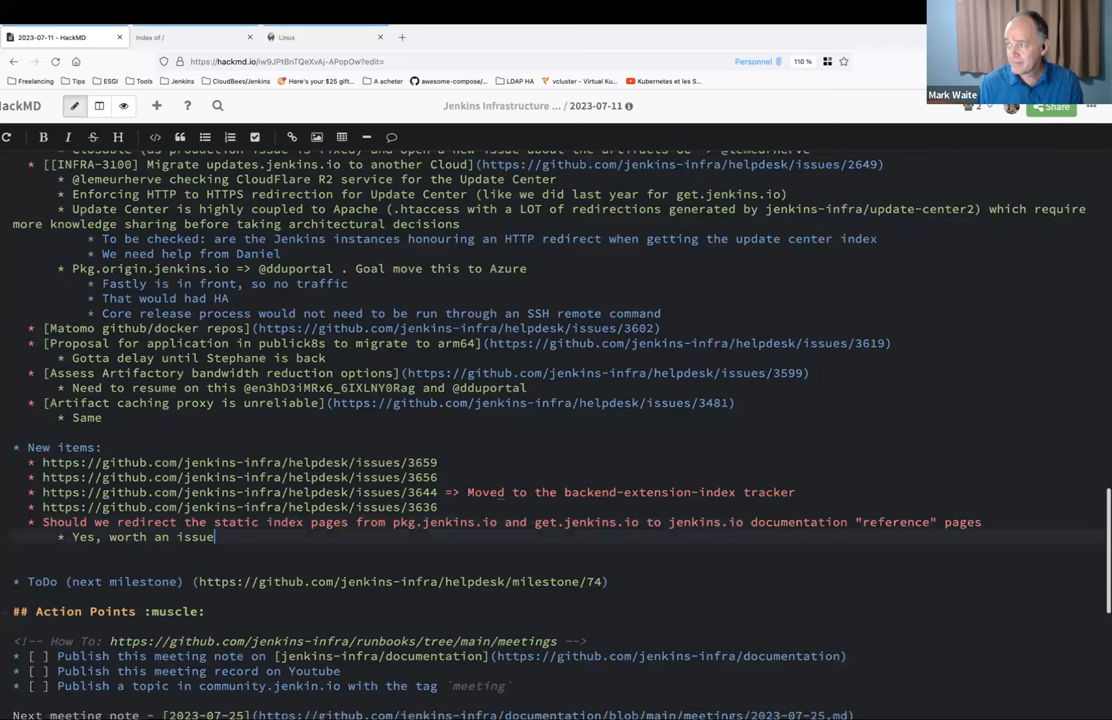 2023-07-11 - HackMD
Index of /
Linux
https://hackmd.io/iw9JPtBnTQeXvAj-APopOw?edit=
Personnel
110 %
Freelancing
Tips
ESGI
Tools
Jenkins
CloudBees/Jenkins
Here's your $25 gift...
A acheter
awesome-compose/...
LDAP HA
vcluster - Virtual Ku...
Kubernetes et les S...
Mark Waite
HackMD
Jenkins Infrastructure ... / 2023-07-11
2
Share
* [[INFRA-3100] Migrate updates.jenkins.io to another Cloud](https://github.com/jenkins-infra/helpdesk/issues/2649)
* @lemeurherve checking CloudFlare R2 service for the Update Center
* Enforcing HTTP to HTTPS redirection for Update Center (like we did last year for get.jenkins.io)
* Update Center is highly coupled to Apache (.htaccess with a LOT of redirections generated by jenkins-infra/update-center2) which require
more knowledge sharing before taking architectural decisions
* To be checked: are the Jenkins instances honouring an HTTP redirect when getting the update center index
* We need help from Daniel
* Pkg.origin.jenkins.io => @dduportal . Goal move this to Azure
* Fastly is in front, so no traffic
* That would had HA
* Core release process would not need to be run through an SSH remote command
* [Matomo github/docker repos](https://github.com/jenkins-infra/helpdesk/issues/3602)
* [Proposal for application in publick8s to migrate to arm64](https://github.com/jenkins-infra/helpdesk/issues/3619)
* Gotta delay until Stephane is back
* [Assess Artifactory bandwidth reduction options](https://github.com/jenkins-infra/helpdesk/issues/3599)
* Need to resume on this @en3hD3iMRx6_6IXLNY0Rag and @dduportal
* [Artifact caching proxy is unreliable](https://github.com/jenkins-infra/helpdesk/issues/3481)
* Same
* New items:
* https://github.com/jenkins-infra/helpdesk/issues/3659
* https://github.com/jenkins-infra/helpdesk/issues/3656
* https://github.com/jenkins-infra/helpdesk/issues/3644 => Moved to the backend-extension-index tracker
* https://github.com/jenkins-infra/helpdesk/issues/3636
* Should we redirect the static index pages from pkg.jenkins.io and get.jenkins.io to jenkins.io documentation "reference" pages
* Yes, worth an issue
* ToDo (next milestone) (https://github.com/jenkins-infra/helpdesk/milestone/74)
## Action Points :muscle:
<!-- How To: https://github.com/jenkins-infra/runbooks/tree/main/meetings -->
* [ ] Publish this meeting note on [jenkins-infra/documentation](https://github.com/jenkins-infra/documentation)
* [ ] Publish this meeting record on Youtube
* [ ] Publish a topic in community.jenkin.io with the tag `meeting`
Next meeting note - [2023-07-25](https://github.com/jenkins-infra/documentation/blob/main/meetings/2023-07-25.md)